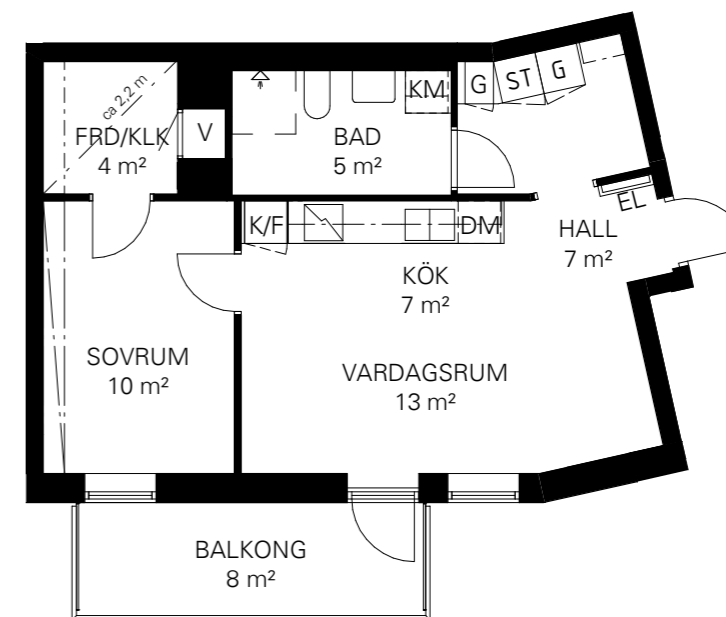 G ST G
ca 2,2 m
KM
FRD/KLK
4 m²
V
BAD
5 m²
EL
K/F
DM
HALL
7 m²
KÖK
7 m²
SOVRUM
10 m²
VARDAGSRUM
13 m²
BALKONG
8 m²